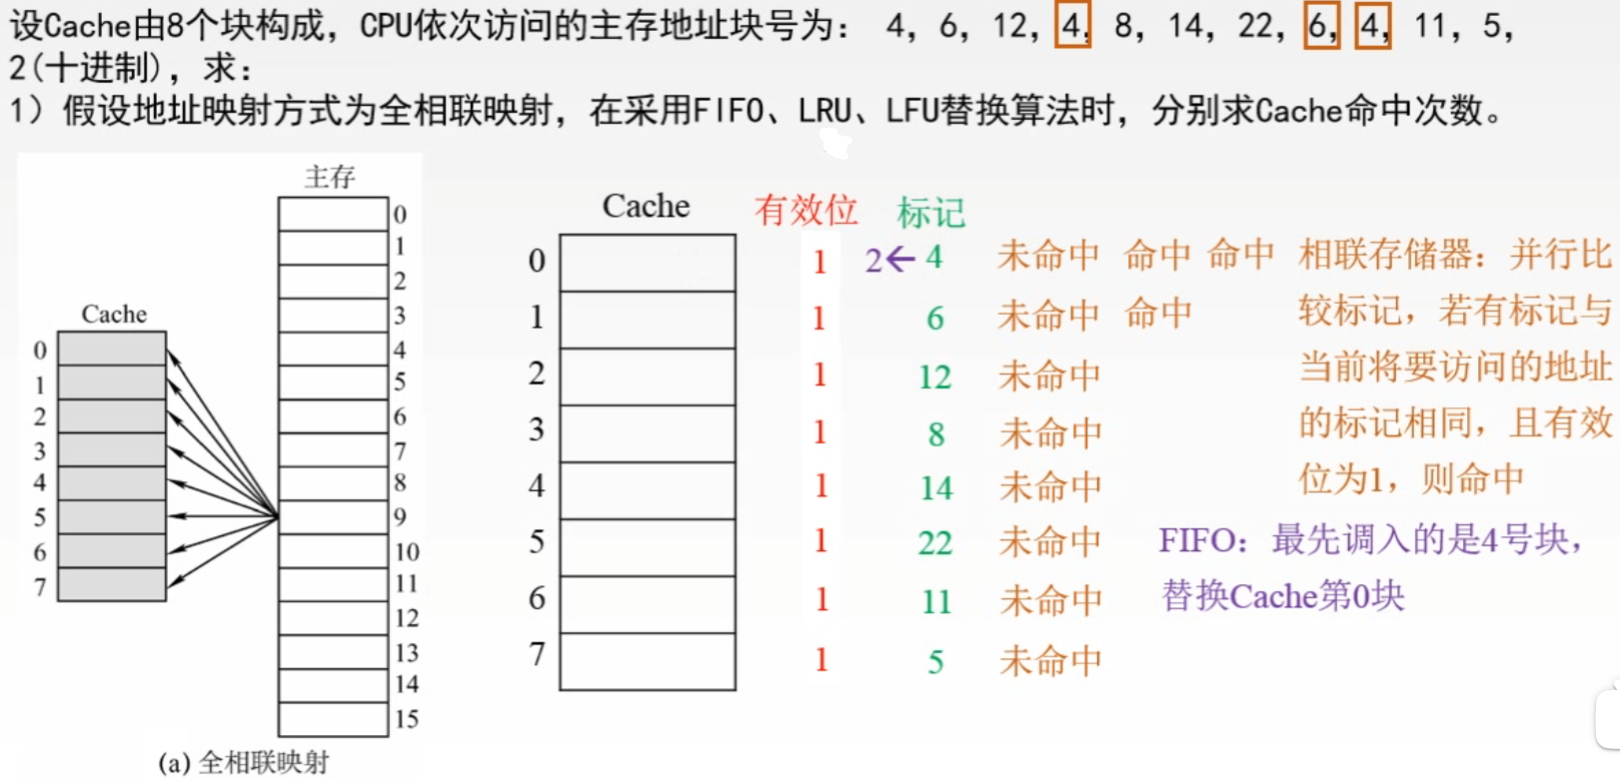 设Cache由8个块构成，CPU依次访问的主存地址块号为： 4，6，12，4，8，14，22，6，4，11，5，
2(十进制)，求：
1）假设地址映射方式为全相联映射，在采用FIFO、LRU、LFU替换算法时，分别求Cache命中次数。
主存
0
1
2
3
4
5
6
7
8
9
10
11
12
13
14
15
Cache
0
1
2
3
4
5
6
7
(a) 全相联映射
Cache 有效位 标记
0 1 2← 4 未命中 命中 命中
1 1 6 未命中 命中
2 1 12 未命中
3 1 8 未命中
4 1 14 未命中
5 1 22 未命中
6 1 11 未命中
7 1 5 未命中
相联存储器：并行比
较标记，若有标记与
当前将要访问的地址
的标记相同，且有效
位为1，则命中
FIFO：最先调入的是4号块，
替换Cache第0块